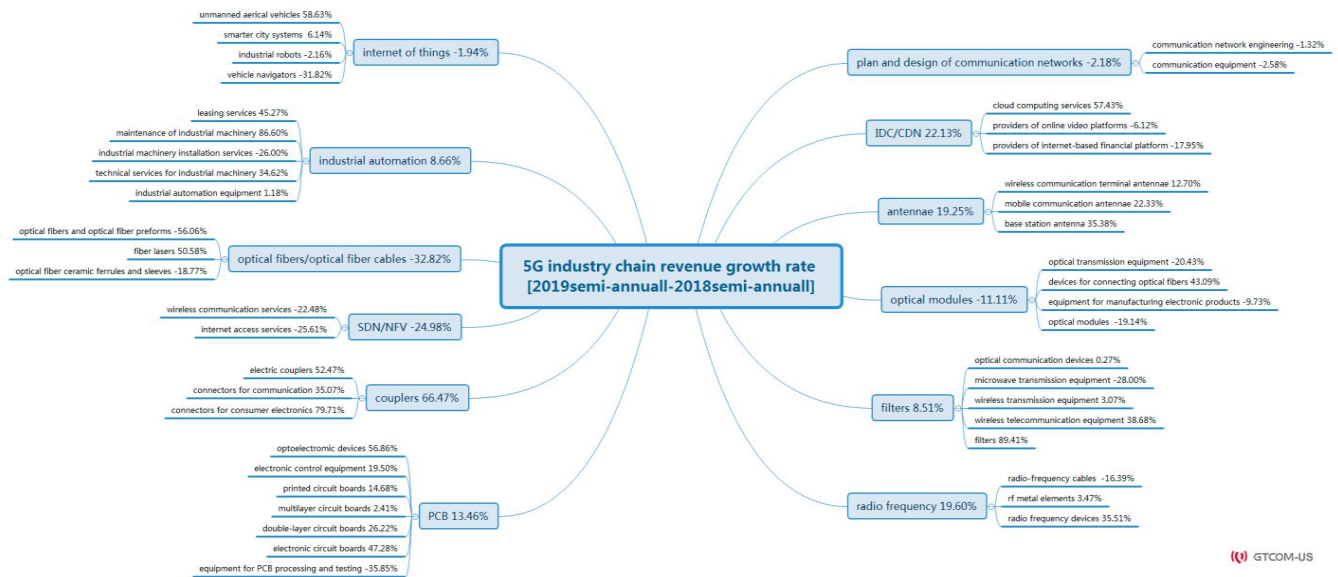 5G industry chain revenue growth rate
[2019semi-annuall-2018semi-annuall]
unmanned aerical vehicles 58.63%
smarter city systems 6.14%
industrial robots -2.16%
vehicle navigators -31.82%
internet of things -1.94%
leasing services 45.27%
maintenance of industrial machinery 86.60%
industrial machinery installation services -26.00%
technical services for industrial machinery 34.62%
industrial automation equipment 1.18%
industrial automation 8.66%
optical fibers and optical fiber preforms -56.06%
fiber lasers 50.58%
optical fiber ceramic ferrules and sleeves -18.77%
optical fibers/optical fiber cables -32.82%
wireless communication services -22.48%
internet access services -25.61%
SDN/NFV -24.98%
electric couplers 52.47%
connectors for communication 35.07%
connectors for consumer electronics 79.71%
couplers 66.47%
optoelectronic devices 56.86%
electronic control equipment 19.50%
printed circuit boards 14.68%
multilayer circuit boards 2.41%
double-layer circuit boards 26.22%
electronic circuit boards 47.28%
equipment for PCB processing and testing -35.85%
PCB 13.46%
plan and design of communication networks -2.18%
communication network engineering -1.32%
communication equipment -2.58%
IDC/CDN 22.13%
cloud computing services 57.43%
providers of online video platforms -6.12%
providers of internet-based financial platform -17.95%
antennae 19.25%
wireless communication terminal antennae 12.70%
mobile communication antennae 22.33%
base station antenna 35.38%
optical modules -11.11%
optical transmission equipment -20.43%
devices for connecting optical fibers 43.09%
equipment for manufacturing electronic products -9.73%
optical modules -19.14%
filters 8.51%
optical communication devices 0.27%
microwave transmission equipment -28.00%
wireless transmission equipment 3.07%
wireless telecommunication equipment 38.68%
filters 89.41%
radio frequency 19.60%
radio-frequency cables -16.39%
rf metal elements 3.47%
radio frequency devices 35.51%
GTCOM-US